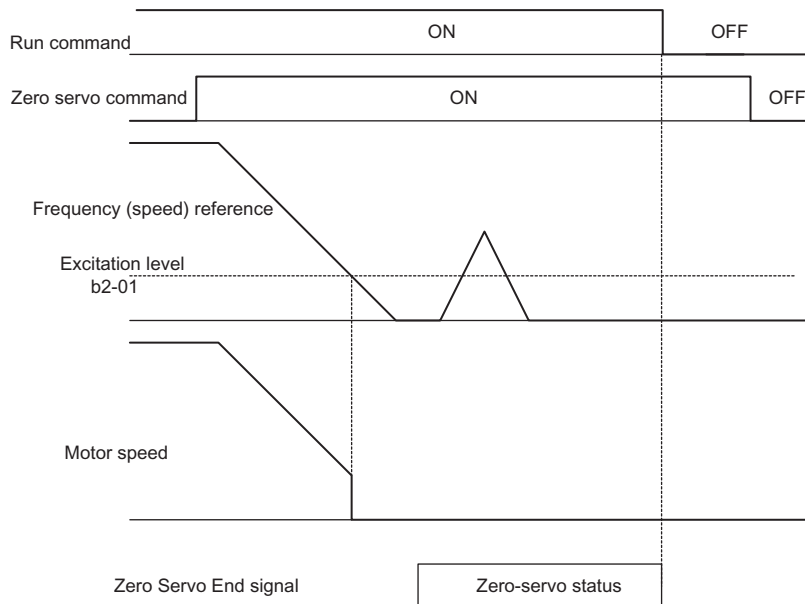 ON
OFF
Run command
Zero servo command
ON
OFF
Frequency (speed) reference
Excitation level
b2-01
Motor speed
Zero Servo End signal
Zero-servo status